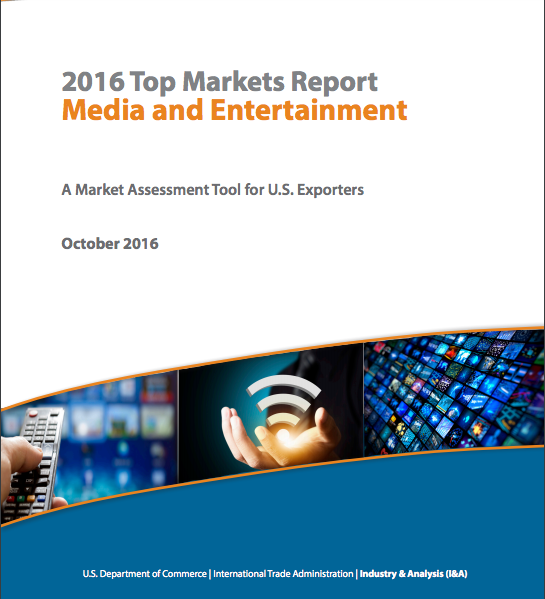 2016 Top Markets Report
Media and Entertainment
A Market Assessment Tool for U.S. Exporters
October 2016
U.S. Department of Commerce | International Trade Administration | Industry & Analysis (I&A)